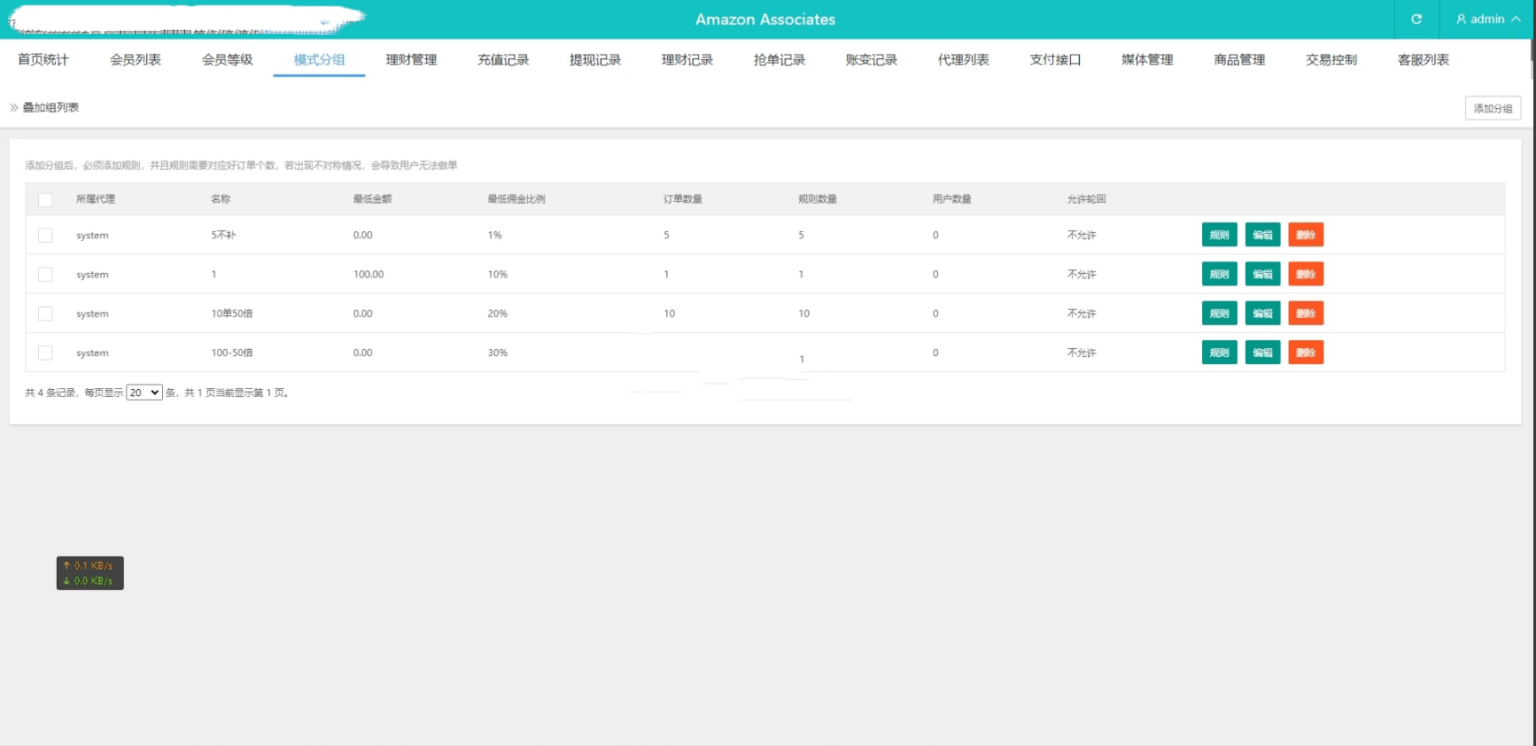 Amazon Associates
admin
首页统计 会员列表 会员等级 模式分组 理财管理 充值记录 提现记录 理财记录 抢单记录 账变记录 代理列表 支付接口 媒体管理 商品管理 交易控制 客服列表
叠加组列表
添加分组
添加分组后，必须添加规则，并且规则需要对应好订单个数，若出现不对称情况，会导致用户无法做单
所属代理 名称 最低金额 最低佣金比例 订单数量 规则数量 用户数量 允许轮回
system 5不补 0.00 1% 5 5 0 不允许 规则 编辑 删除
system 1 100.00 10% 1 1 0 不允许 规则 编辑 删除
system 10单50倍 0.00 20% 10 10 0 不允许 规则 编辑 删除
system 100-50倍 0.00 30% 1 0 不允许 规则 编辑 删除
共 4 条记录，每页显示 20 条，共 1 页当前显示第 1 页。
↑ 0.1 KB/s
↓ 0.0 KB/s